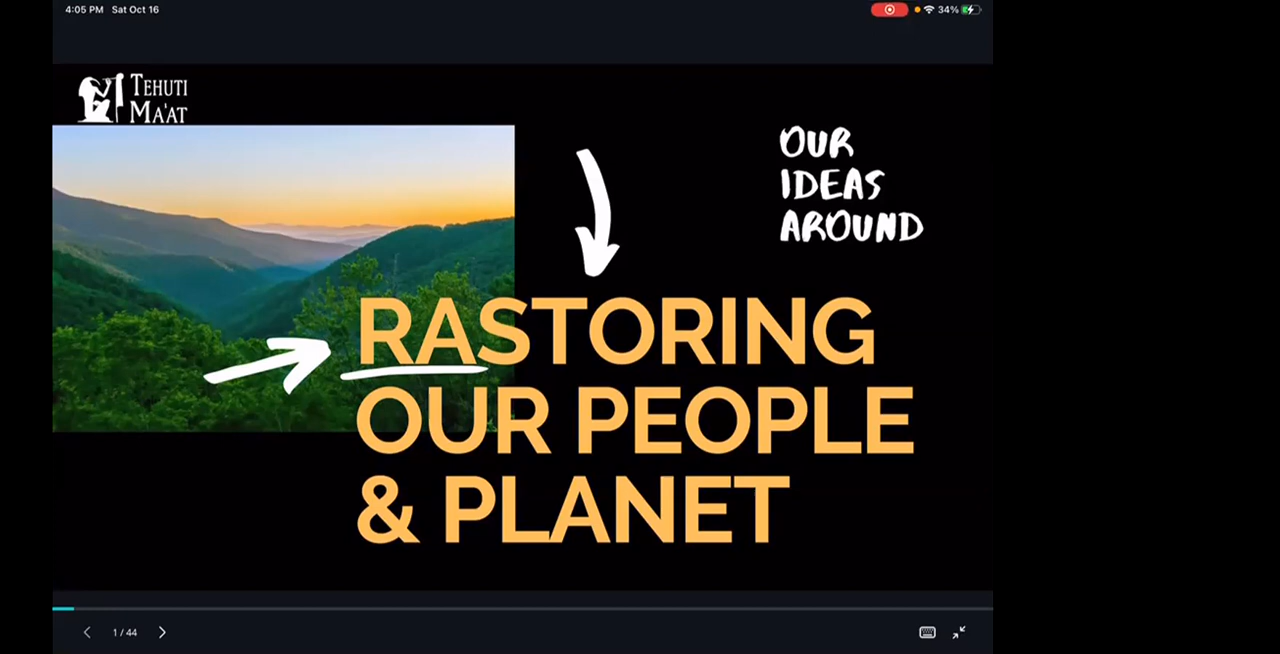 4:05 PM Sat Oct 16
34%
TEHUTI
MA'AT
OUR
IDEAS
AROUND
RASTORING
OUR PEOPLE
& PLANET
1 / 44